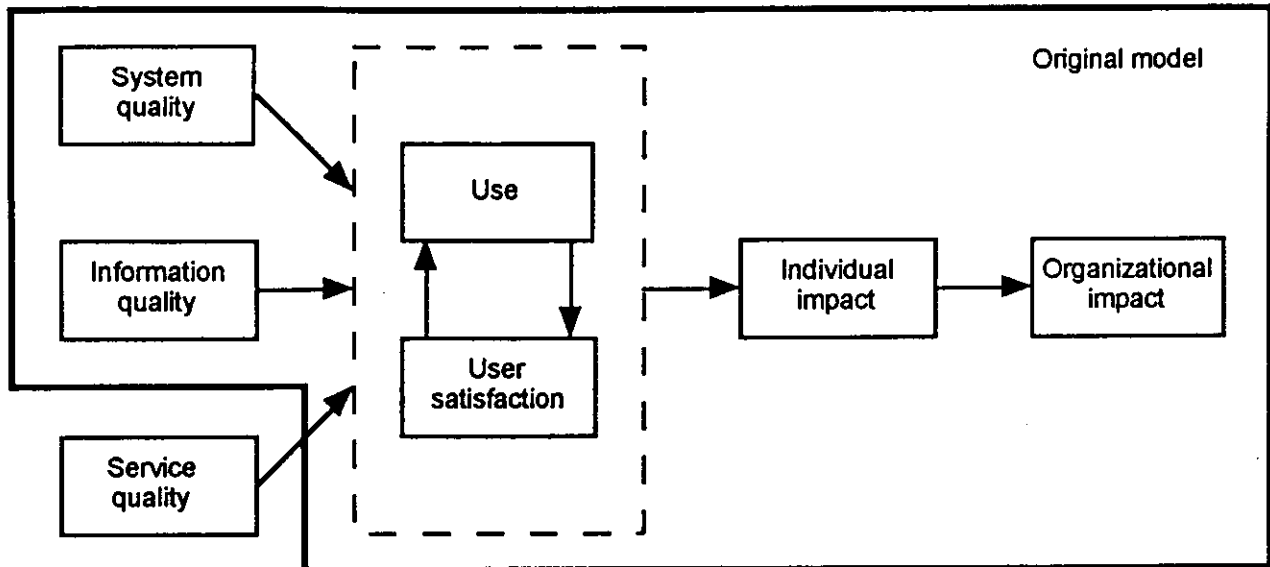 System
quality
Original model
Use
Information
quality
Individual
impact
Organizational
impact
User
satisfaction
Service
quality